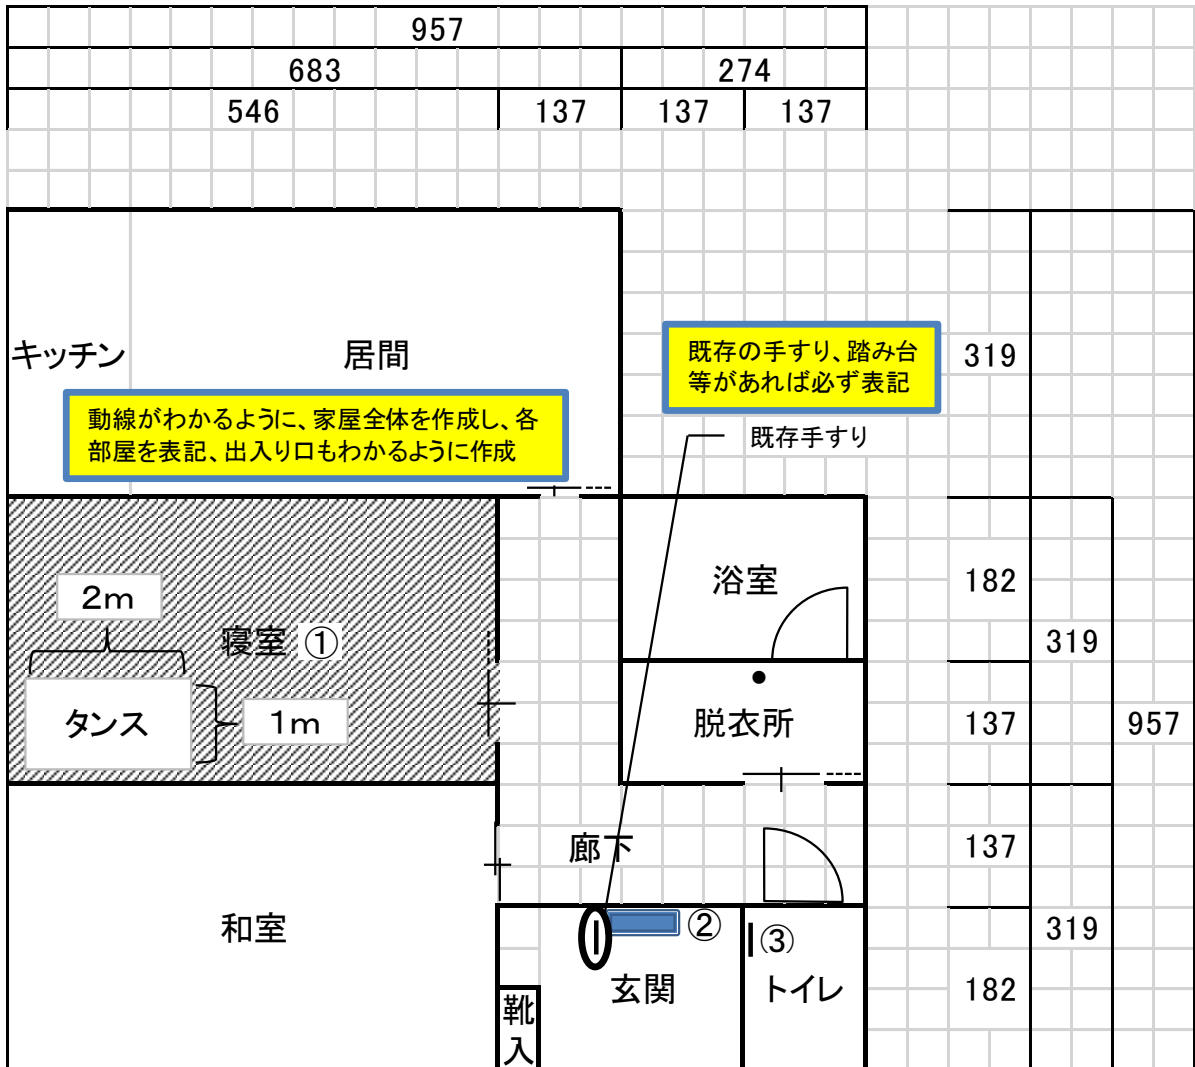 957
683
274
546
137
137
137
キッチン
居間
319
既存の手すり、踏み台
等があれば必ず表記
動線がわかるように、家屋全体を作成し、各
部屋を表記、出入り口もわかるように作成
既存手すり
浴室
182
2m
寝室 ①
319
タンス
1m
脱衣所
137
957
廊下
137
和室
②
③
319
玄関
トイレ
182
靴
入